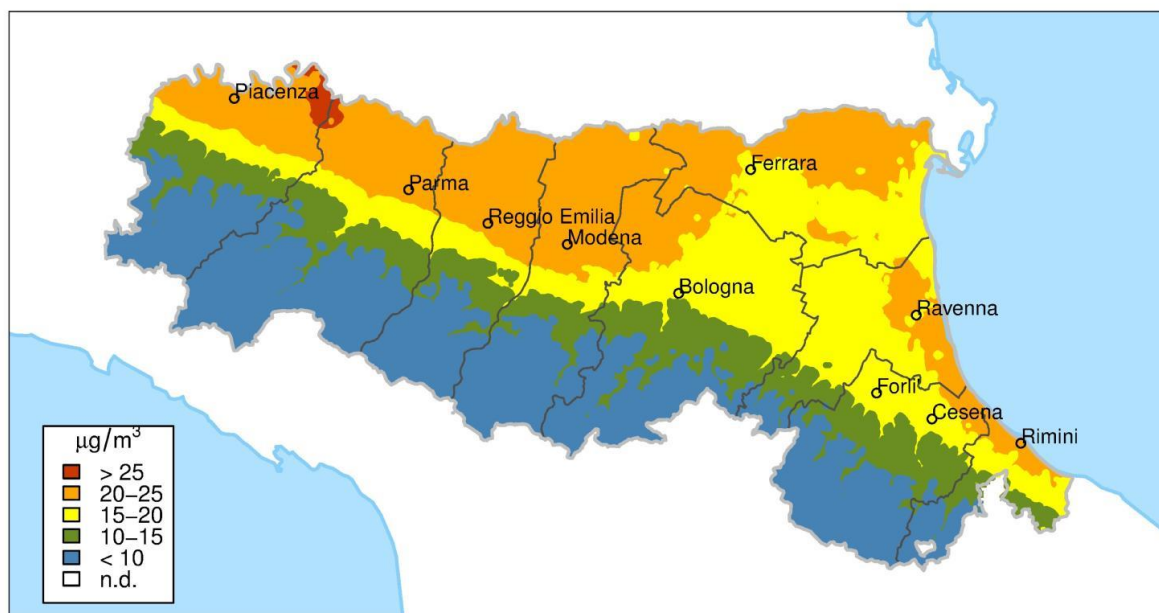 Piacenza
Parma
Reggio Emilia
Modena
Ferrara
Bologna
Ravenna
Forli'
Cesena
Rimini
μg/m³
> 25
20−25
15−20
10−15
< 10
n.d.